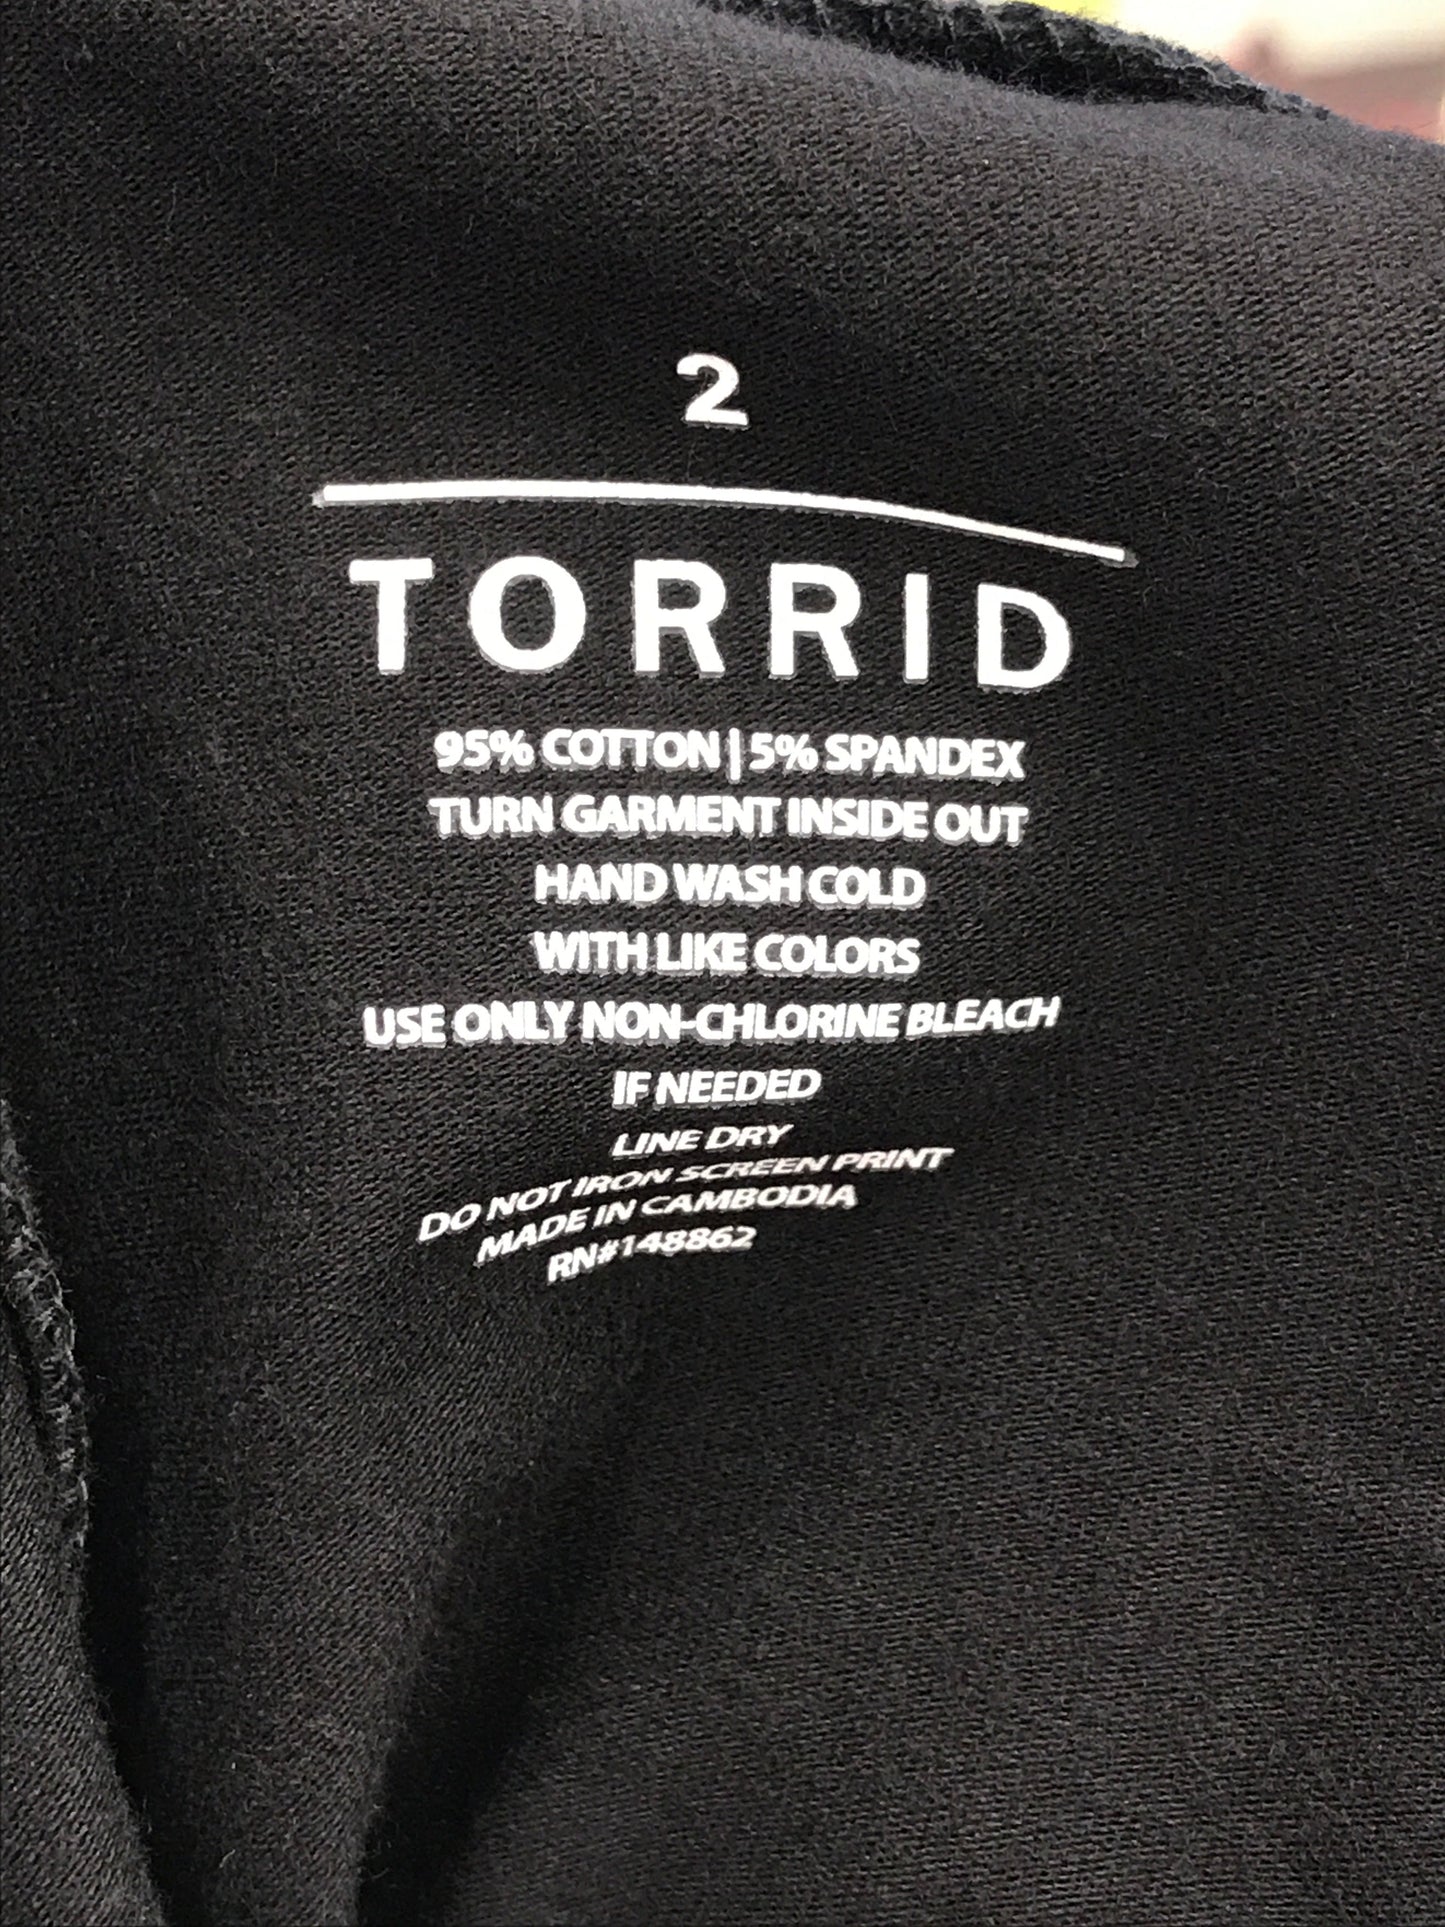 2
TORRID
95% COTTON | 5% SPANDEX
TURN GARMENT INSIDE OUT
HAND WASH COLD
WITH LIKE COLORS
USE ONLY NON-CHLORINE BLEACH
IF NEEDED
LINE DRY
DO NOT IRON SCREEN PRINT
MADE IN CAMBODIA
RN#148862